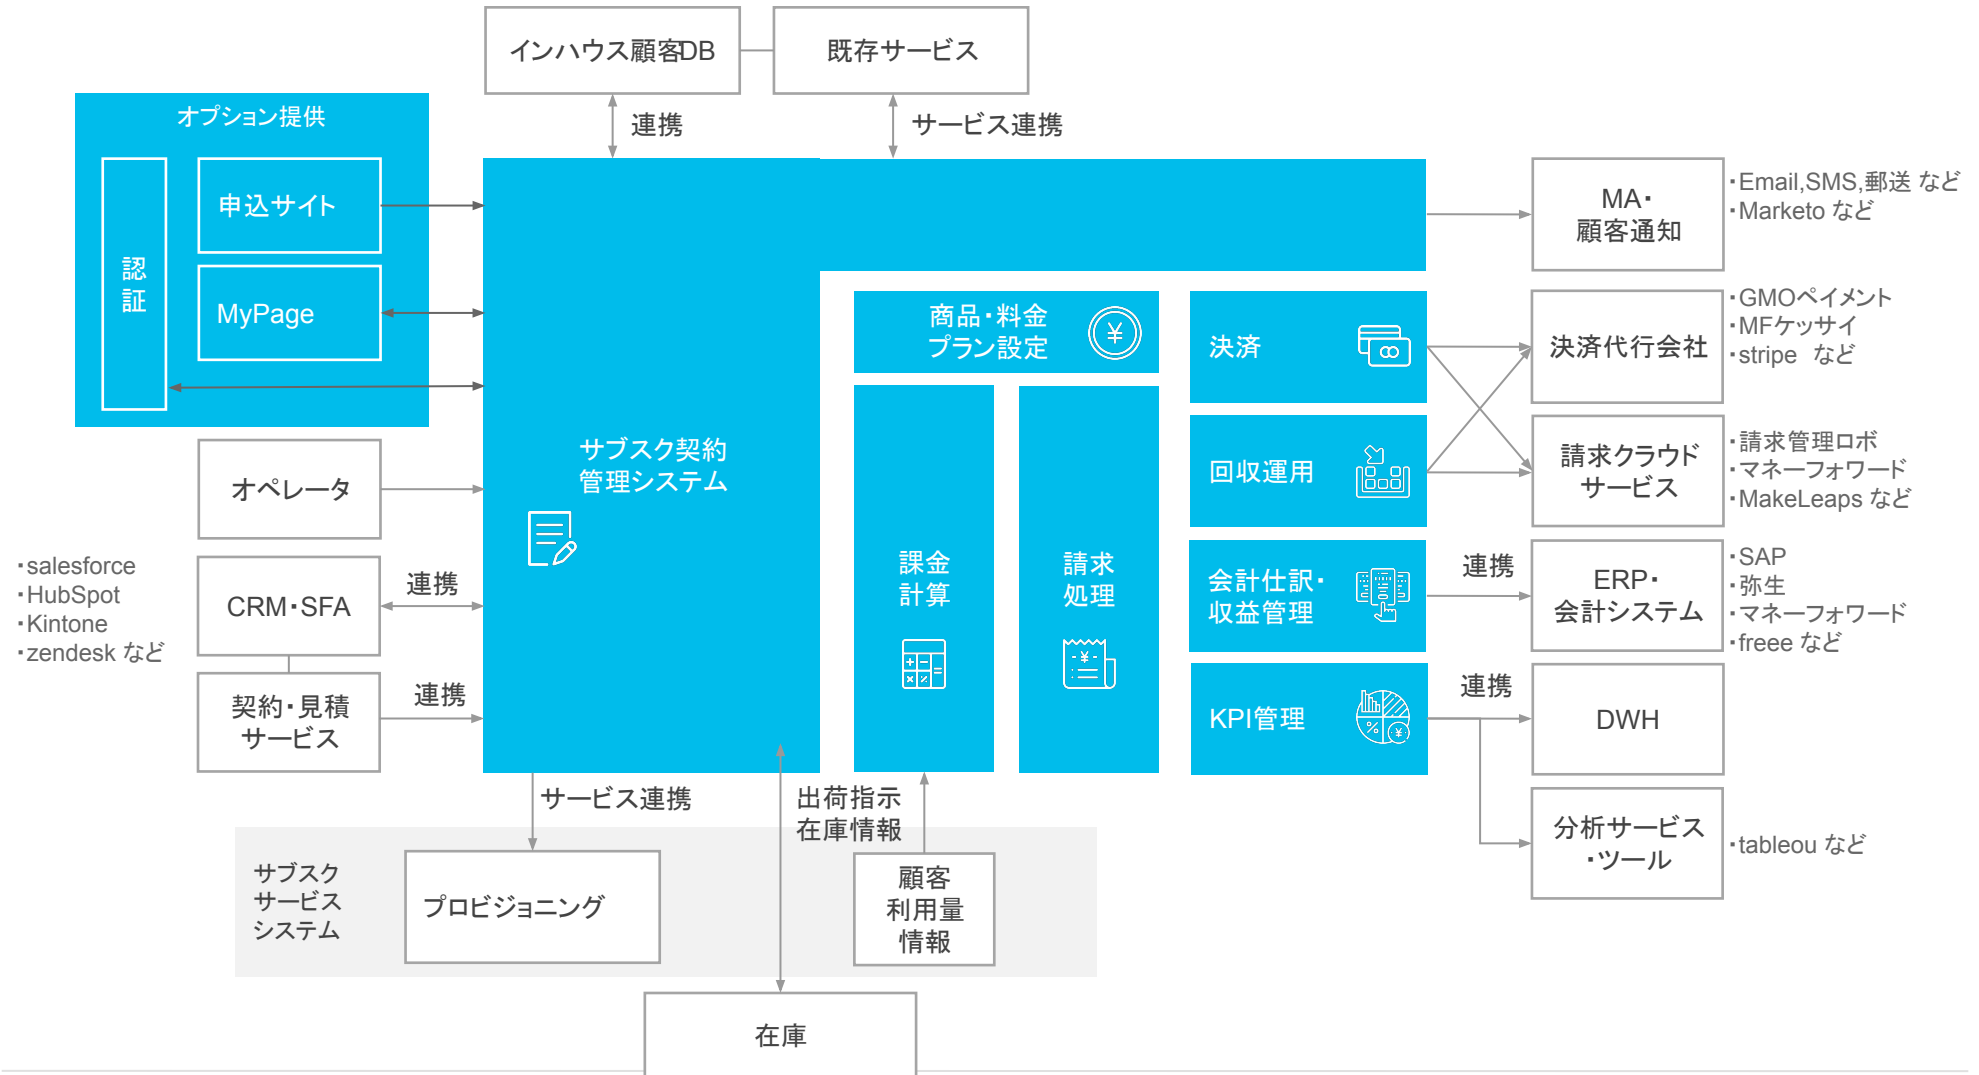 インハウス顧客DB
既存サービス
連携
サービス連携
オプション提供
認
証
申込サイト
MyPage
オペレータ
・salesforce
・HubSpot
・Kintone
・zendesk など
CRM・SFA
連携
契約・見積
サービス
連携
サブスク契約
管理システム
商品・料金
プラン設定
課金
計算
請求
処理
決済
回収運用
会計仕訳・
収益管理
KPI管理
MA・
顧客通知
・Email,SMS,郵送 など
・Marketo など
決済代行会社
・GMOペイメント
・MFケッサイ
・stripe など
請求クラウド
サービス
・請求管理ロボ
・マネーフォワード
・MakeLeaps など
連携
ERP・
会計システム
・SAP
・弥生
・マネーフォワード
・freee など
連携
DWH
分析サービス
・ツール
・tableou など
サービス連携
出荷指示
在庫情報
サブスク
サービス
システム
プロビジョニング
顧客
利用量
情報
在庫